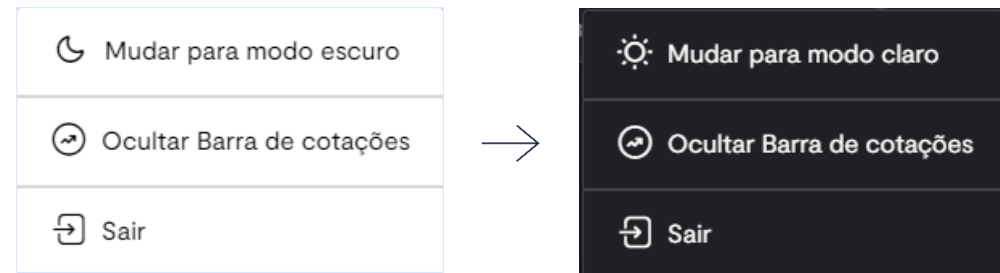 Mudar para modo escuro
Ocultar Barra de cotações
Sair
Mudar para modo claro
Ocultar Barra de cotações
Sair